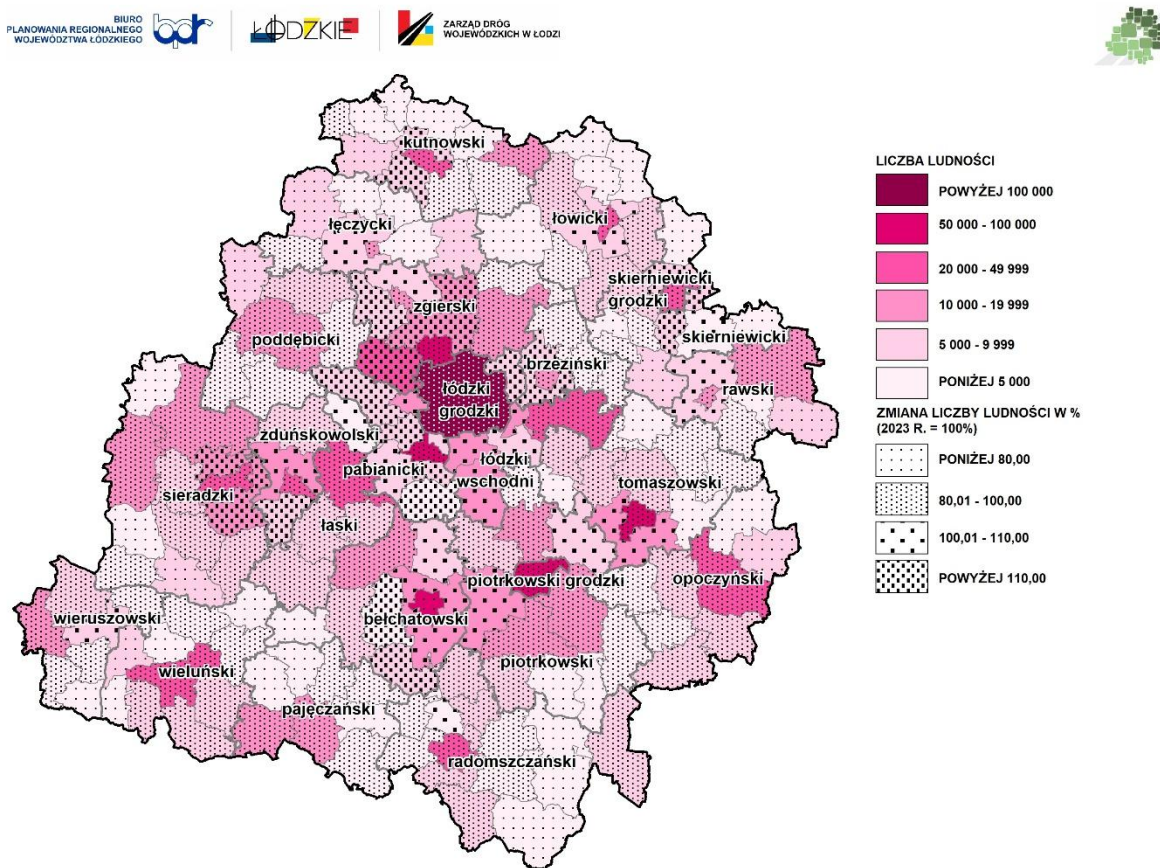 BIURO
PLANOWANIA REGIONALNEGO
WOJEWÓDZTWA ŁÓDZKIEGO
bpr
ŁÓDZKIE
ZARZĄD DRÓG
WOJEWÓDZKICH W ŁODZI
kutnowski
łęczycki
łowicki
skierniewicki
grodzki
zgierski
skierniewicki
poddębicki
brzeziński
rawski
łódzki
grodzki
zduńskowolski
pabianicki
łódzki
wschodni
sieradzki
tomaszowski
łaski
piotrkowski grodzki
opoczyński
wieruszowski
bełchatowski
wieluński
piotrkowski
pajęczański
radomszczański
LICZBA LUDNOŚCI
POWYŻEJ 100 000
50 000 - 100 000
20 000 - 49 999
10 000 - 19 999
5 000 - 9 999
PONIŻEJ 5 000
ZMIANA LICZBY LUDNOŚCI W %
(2023 R. = 100%)
PONIŻEJ 80,00
80,01 - 100,00
100,01 - 110,00
POWYŻEJ 110,00